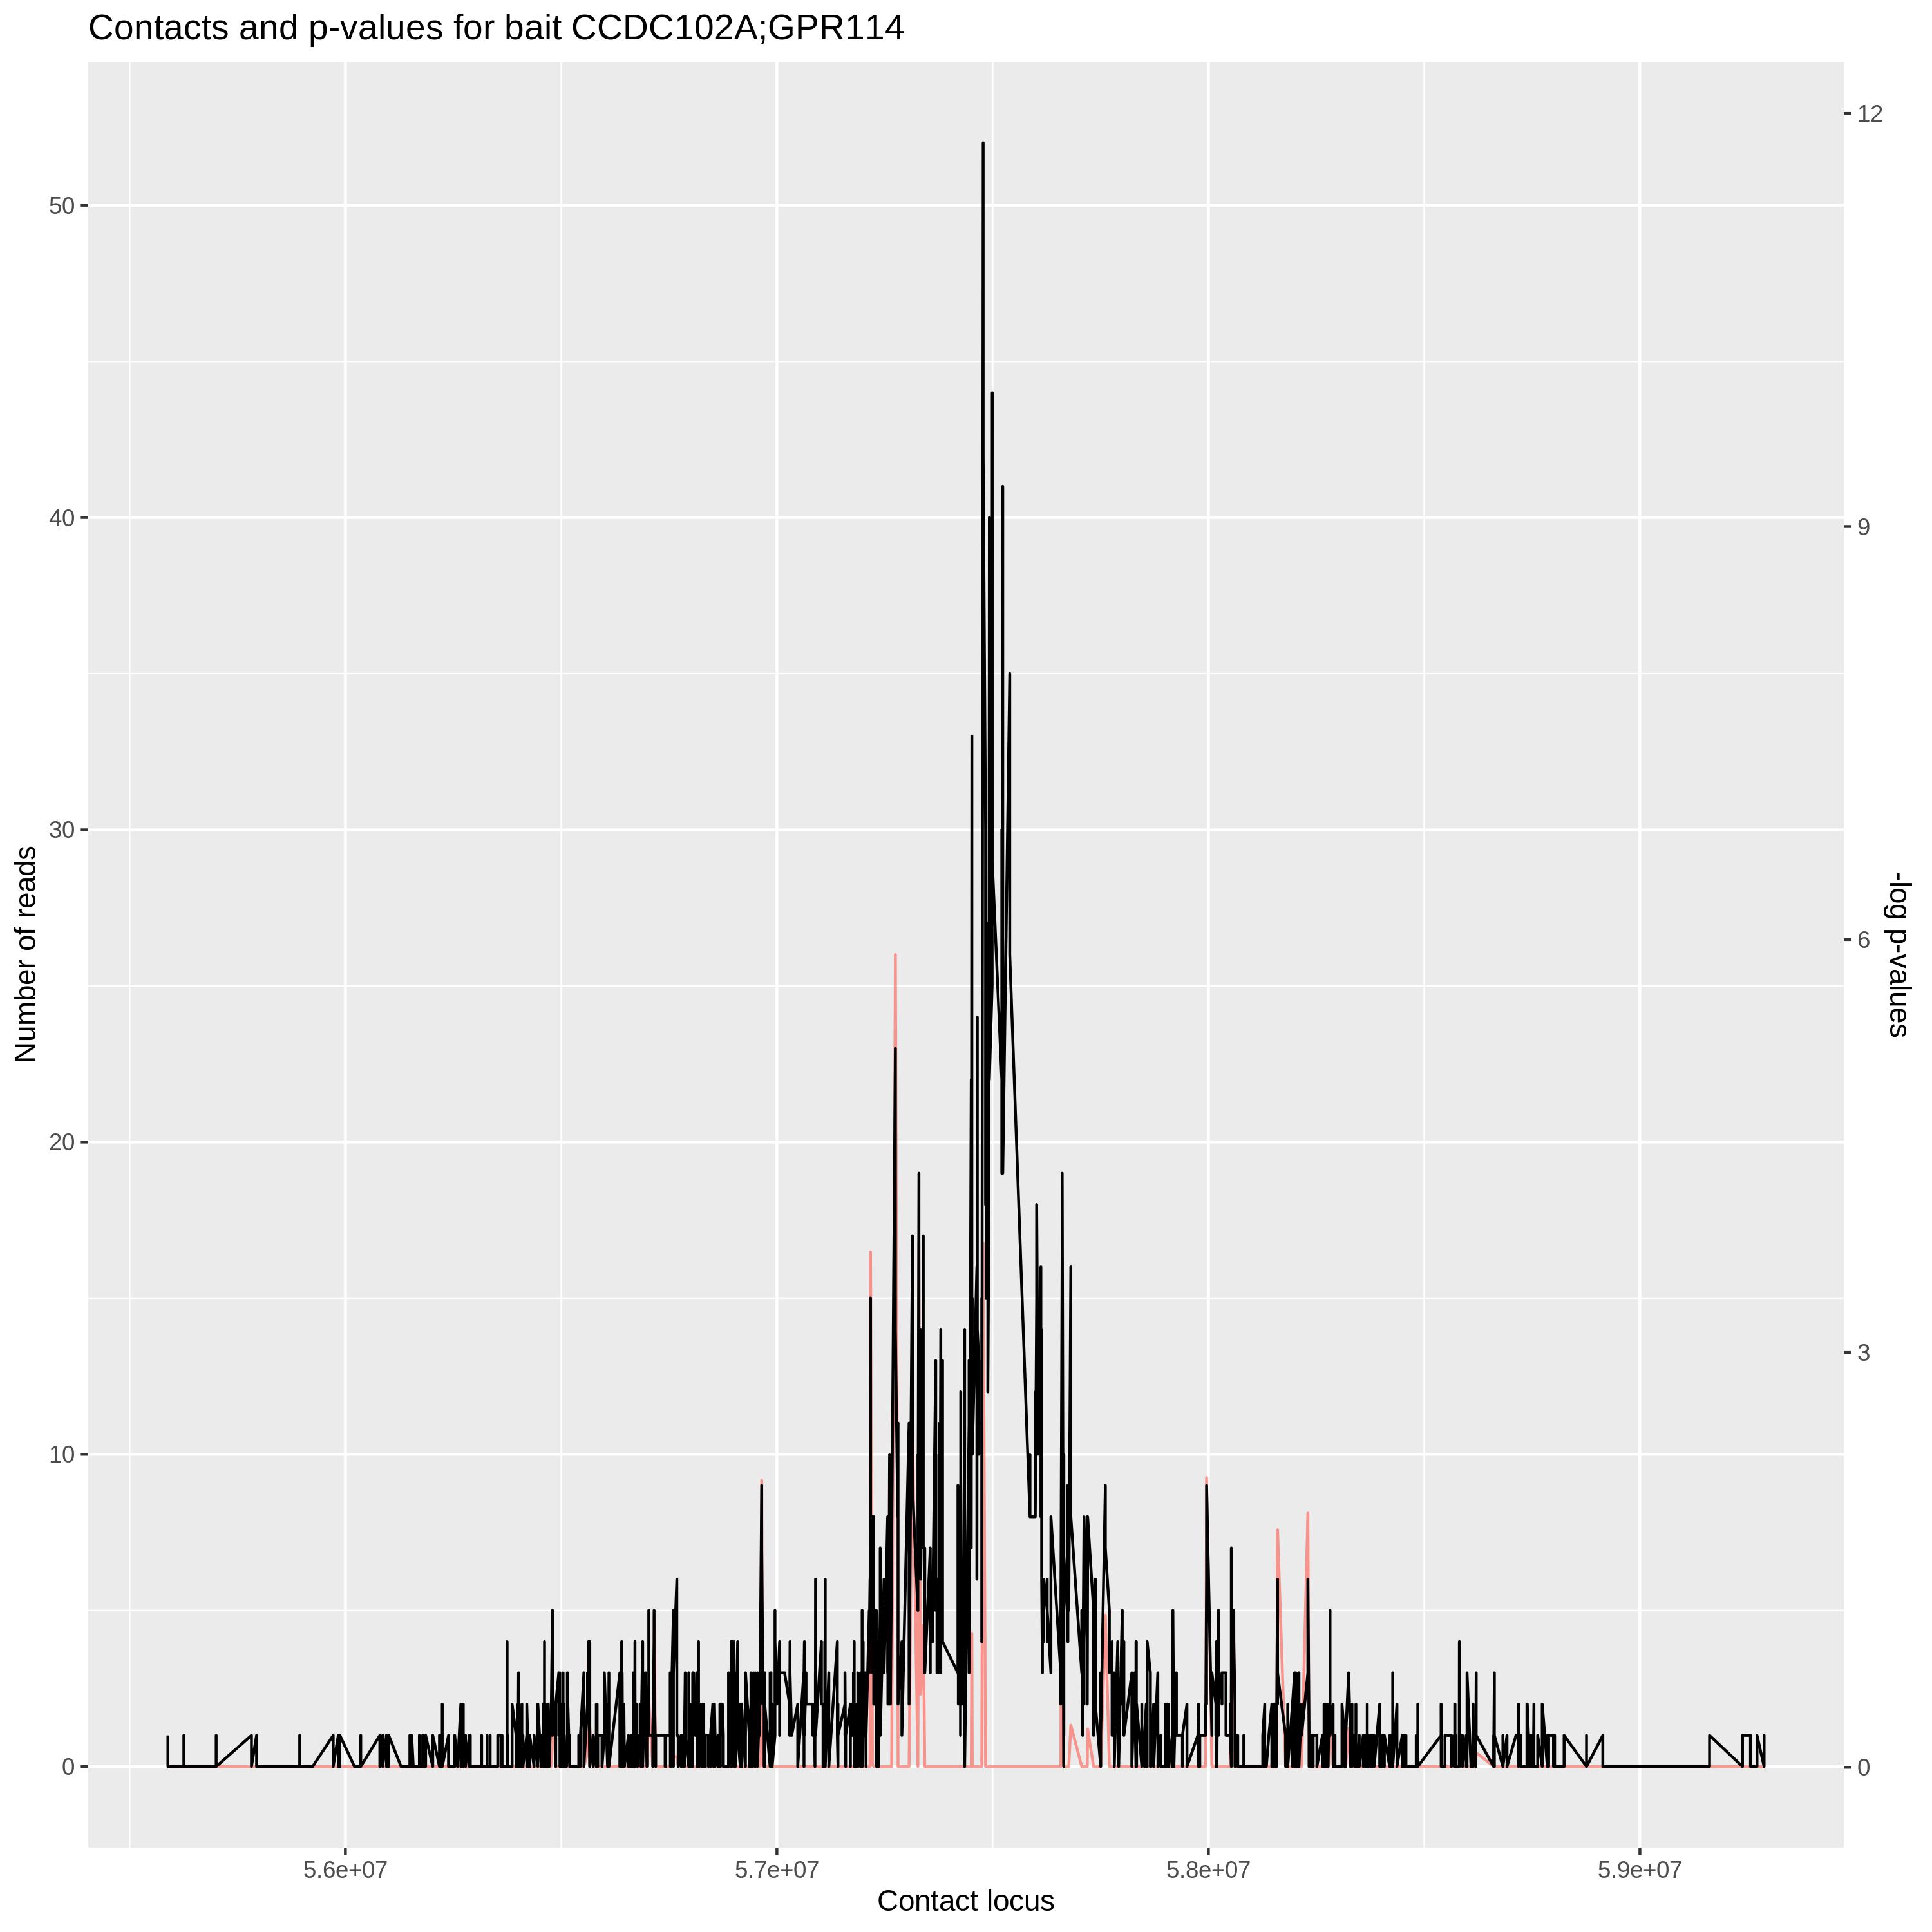 Contacts and p-values for bait CCDC102A;GPR114
12
50
9
40
30
Number of reads
-log p-values
6
20
3
10
0
0
5.6e+07
5.7e+07
5.8e+07
5.9e+07
Contact locus